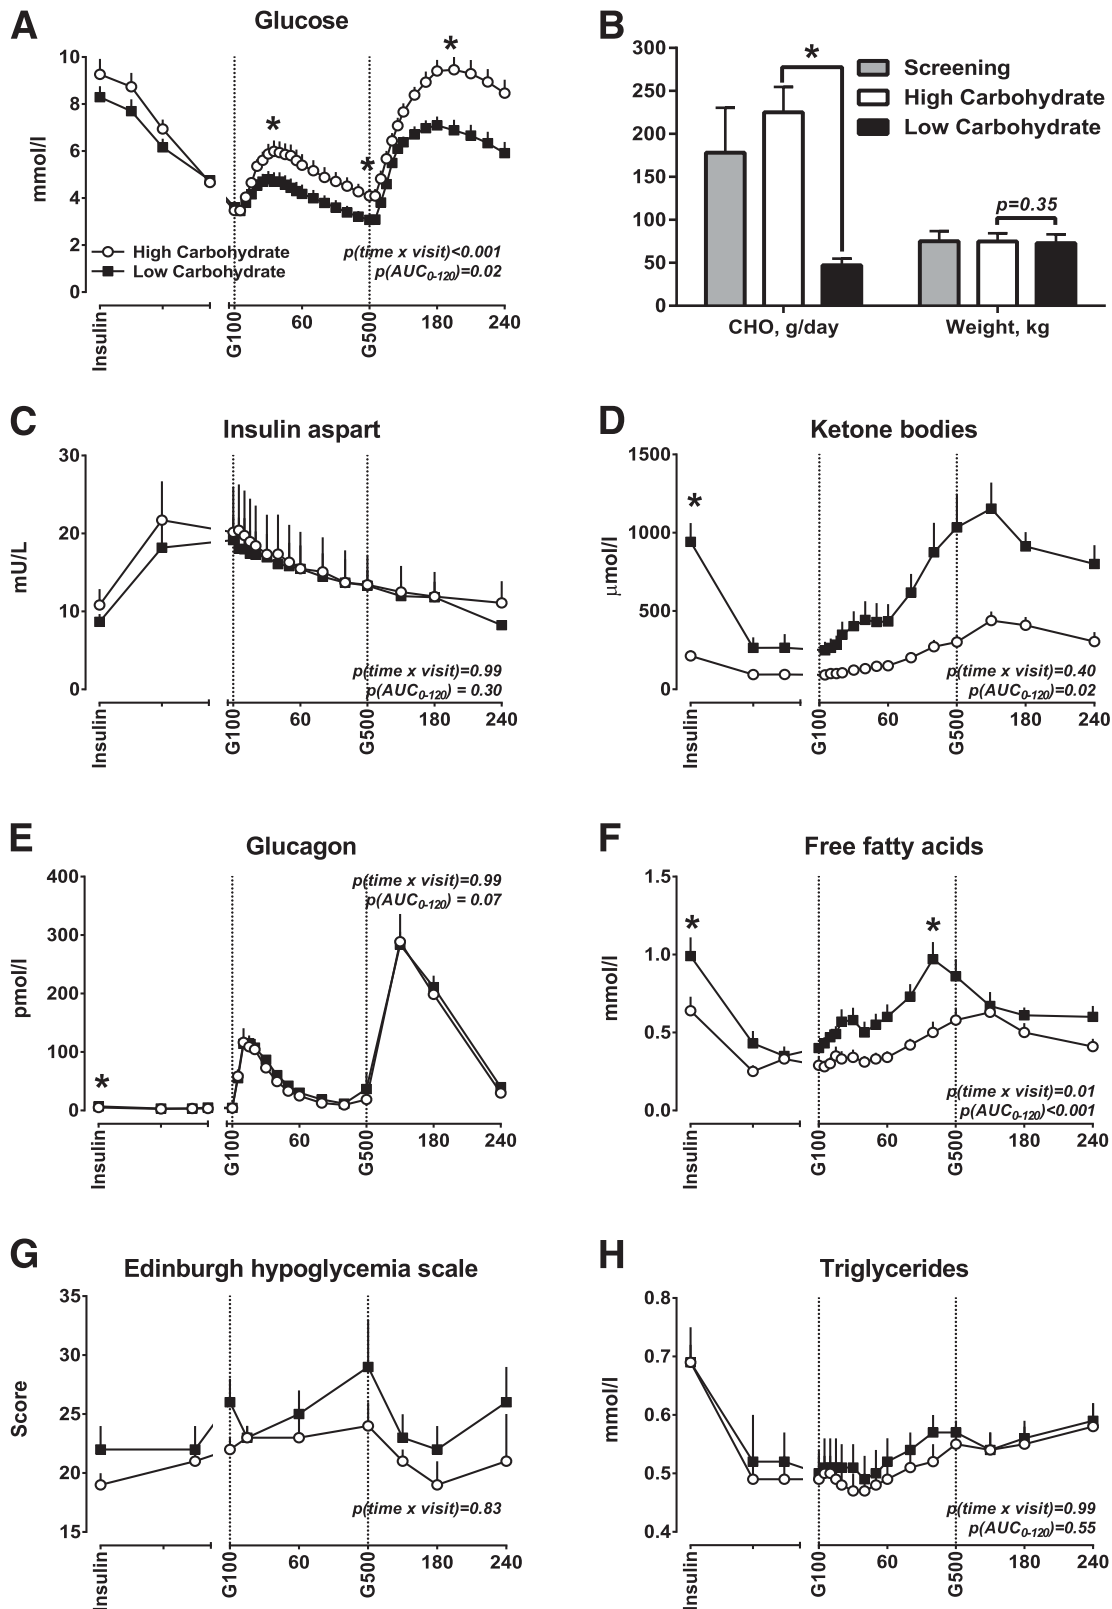 A
Glucose
mmol/l
10
8
6
4
2
0
*
*
*
High Carbohydrate
Low Carbohydrate
p(time x visit)<0.001
p(AUC0-120)=0.02
Insulin
G100
60
G500
180
240
B
300
250
200
150
100
50
0
*
Screening
High Carbohydrate
Low Carbohydrate
p=0.35
CHO, g/day
Weight, kg
C
Insulin aspart
mU/L
30
20
10
0
p(time x visit)=0.99
p(AUC0-120) = 0.30
Insulin
G100
60
G500
180
240
D
Ketone bodies
μmol/l
1500
1000
500
0
*
p(time x visit)=0.40
p(AUC0-120)=0.02
Insulin
G100
60
G500
180
240
E
Glucagon
pmol/l
400
300
200
100
0
*
p(time x visit)=0.99
p(AUC0-120) = 0.07
Insulin
G100
60
G500
180
240
F
Free fatty acids
mmol/l
1.5
1.0
0.5
0.0
*
*
p(time x visit)=0.01
p(AUC0-120)<0.001
Insulin
G100
60
G500
180
240
G
Edinburgh hypoglycemia scale
Score
35
30
25
20
15
p(time x visit)=0.83
Insulin
G100
60
G500
180
240
H
Triglycerides
mmol/l
0.8
0.7
0.6
0.5
0.4
p(time x visit)=0.99
p(AUC0-120)=0.55
Insulin
G100
60
G500
180
240